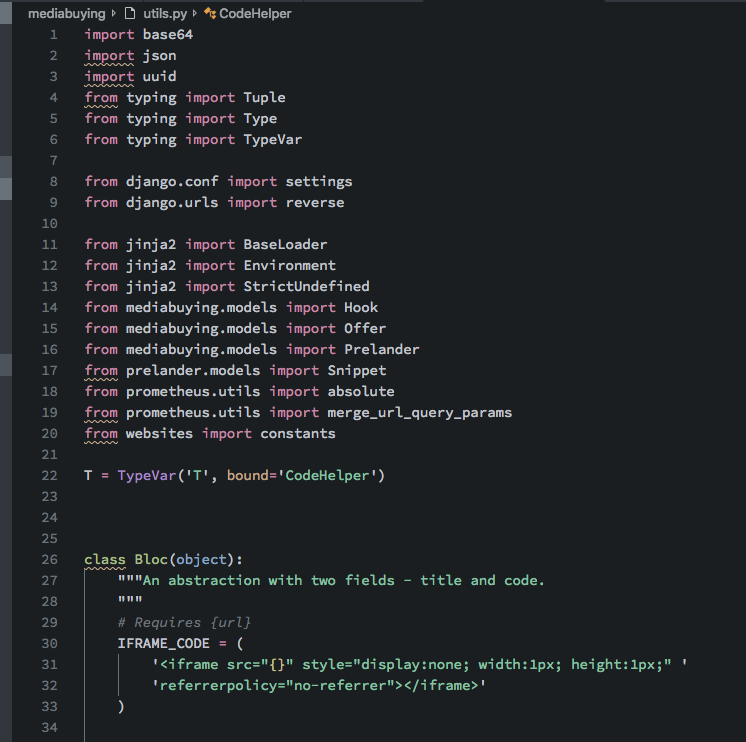 mediabuying › utils.py › CodeHelper
1 import base64
2 import json
3 import uuid
4 from typing import Tuple
5 from typing import Type
6 from typing import TypeVar
7
8 from django.conf import settings
9 from django.urls import reverse
10
11 from jinja2 import BaseLoader
12 from jinja2 import Environment
13 from jinja2 import StrictUndefined
14 from mediabuying.models import Hook
15 from mediabuying.models import Offer
16 from mediabuying.models import Prelander
17 from prelander.models import Snippet
18 from prometheus.utils import absolute
19 from prometheus.utils import merge_url_query_params
20 from websites import constants
21
22 T = TypeVar('T', bound='CodeHelper')
23
24
25
26 class Bloc(object):
27     """An abstraction with two fields - title and code.
28     """
29     # Requires {url}
30     IFRAME_CODE = (
31         '<iframe src="{}" style="display:none; width:1px; height:1px;" '
32         'referrerpolicy="no-referrer"></iframe>'
33     )
34